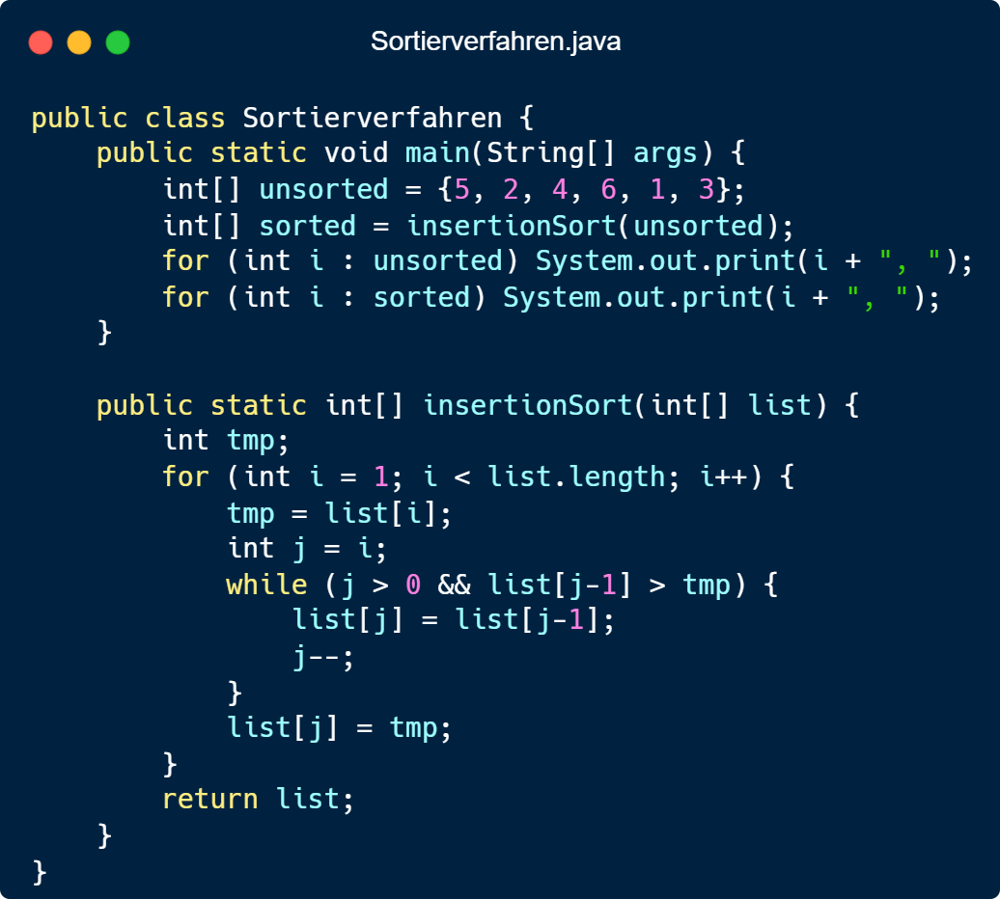 Sortierverfahren.java
public class Sortierverfahren {
    public static void main(String[] args) {
        int[] unsorted = {5, 2, 4, 6, 1, 3};
        int[] sorted = insertionSort(unsorted);
        for (int i : unsorted) System.out.print(i + ", ");
        for (int i : sorted) System.out.print(i + ", ");
    }

    public static int[] insertionSort(int[] list) {
        int tmp;
        for (int i = 1; i < list.length; i++) {
            tmp = list[i];
            int j = i;
            while (j > 0 && list[j-1] > tmp) {
                list[j] = list[j-1];
                j--;
            }
            list[j] = tmp;
        }
        return list;
    }
}